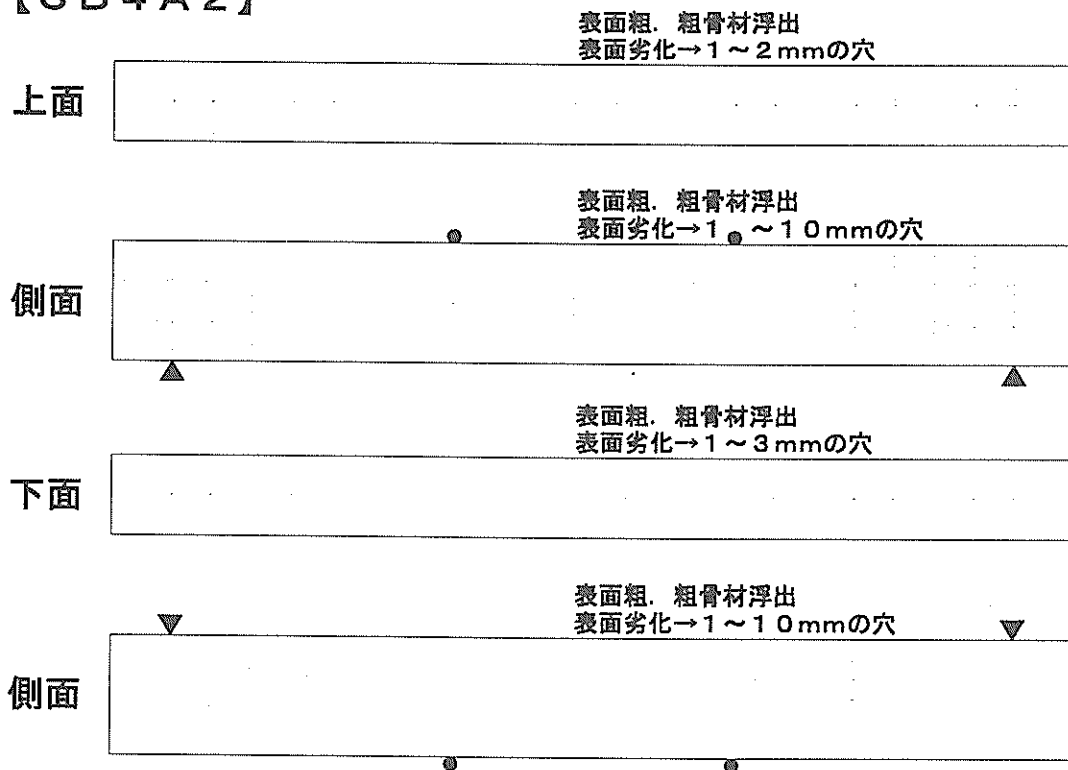 表面粗．粗骨材浮出
表面劣化→1～2mmの穴
上面
表面粗．粗骨材浮出
表面劣化→1～10mmの穴
側面
表面粗．粗骨材浮出
表面劣化→1～3mmの穴
下面
表面粗．粗骨材浮出
表面劣化→1～10mmの穴
側面